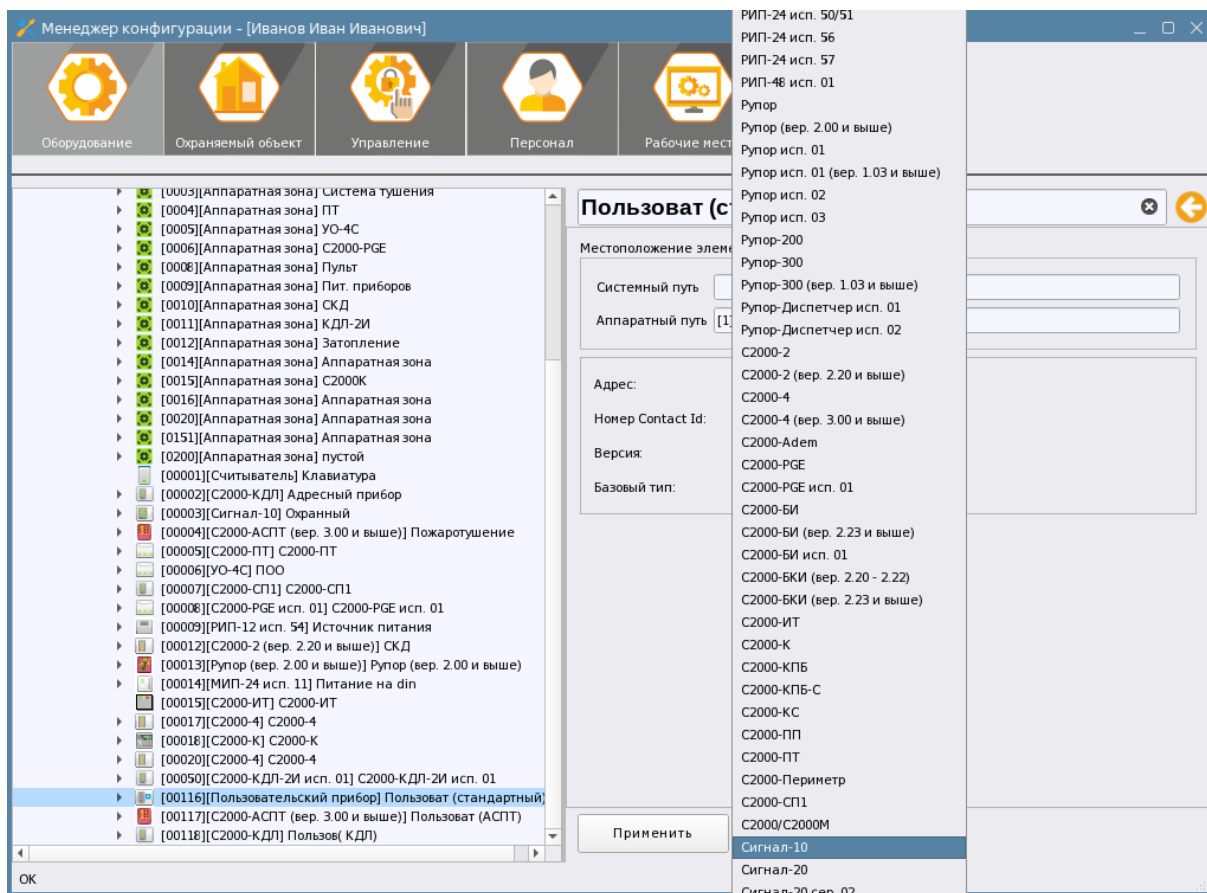 Менеджер конфигурации – [Иванов Иван Иванович]
Оборудование
Охраняемый объект
Управление
Персонал
Рабочие мест
[0003][Аппаратная зона] Система тушения
[0004][Аппаратная зона] ПТ
[0005][Аппаратная зона] УО-4С
[0006][Аппаратная зона] С2000-PGE
[0008][Аппаратная зона] Пульт
[0009][Аппаратная зона] Пит. приборов
[0010][Аппаратная зона] СКД
[0011][Аппаратная зона] КДЛ-2И
[0012][Аппаратная зона] Затопление
[0014][Аппаратная зона] Аппаратная зона
[0015][Аппаратная зона] С2000К
[0016][Аппаратная зона] Аппаратная зона
[0020][Аппаратная зона] Аппаратная зона
[0151][Аппаратная зона] Аппаратная зона
[0200][Аппаратная зона] пустой
[00001][Считыватель] Клавиатура
[00002][С2000-КДЛ] Адресный прибор
[00003][Сигнал-10] Охранный
[00004][С2000-АСПТ (вер. 3.00 и выше)] Пожаротушение
[00005][С2000-ПТ] С2000-ПТ
[00006][УО-4С] ПОО
[00007][С2000-СП1] С2000-СП1
[00008][С2000-PGE исп. 01] С2000-PGE исп. 01
[00009][РИП-12 исп. 54] Источник питания
[00012][С2000-2 (вер. 2.20 и выше)] СКД
[00013][Рупор (вер. 2.00 и выше)] Рупор (вер. 2.00 и выше)
[00014][МИП-24 исп. 11] Питание на din
[00015][С2000-ИТ] С2000-ИТ
[00017][С2000-4] С2000-4
[00018][С2000-К] С2000-К
[00020][С2000-4] С2000-4
[00050][С2000-КДЛ-2И исп. 01] С2000-КДЛ-2И исп. 01
[00116][Пользовательский прибор] Пользоват (стандартный)
[00117][С2000-АСПТ (вер. 3.00 и выше)] Пользоват (АСПТ)
[00118][С2000-КДЛ] Пользов( КДЛ)
OK
Пользоват (с
Местоположение элеме
Системный путь
Аппаратный путь [1]
Адрес:
Номер Contact Id:
Версия:
Базовый тип:
Применить
РИП-24 исп. 50/51
РИП-24 исп. 56
РИП-24 исп. 57
РИП-48 исп. 01
Рупор
Рупор (вер. 2.00 и выше)
Рупор исп. 01
Рупор исп. 01 (вер. 1.03 и выше)
Рупор исп. 02
Рупор исп. 03
Рупор-200
Рупор-300
Рупор-300 (вер. 1.03 и выше)
Рупор-Диспетчер исп. 01
Рупор-Диспетчер исп. 02
С2000-2
С2000-2 (вер. 2.20 и выше)
С2000-4
С2000-4 (вер. 3.00 и выше)
С2000-Adem
С2000-PGE
С2000-PGE исп. 01
С2000-БИ
С2000-БИ (вер. 2.23 и выше)
С2000-БИ исп. 01
С2000-БКИ (вер. 2.20 - 2.22)
С2000-БКИ (вер. 2.23 и выше)
С2000-ИТ
С2000-К
С2000-КПБ
С2000-КПБ-С
С2000-КС
С2000-ПП
С2000-ПТ
С2000-Периметр
С2000-СП1
С2000/С2000М
Сигнал-10
Сигнал-20
Сигнал-20 сер. 02